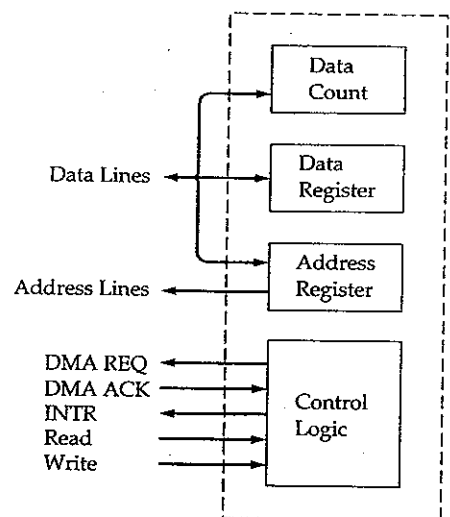 Data
Count
Data Lines
Data
Register
Address
Register
Address Lines
DMA REQ
DMA ACK
INTR
Read
Write
Control
Logic